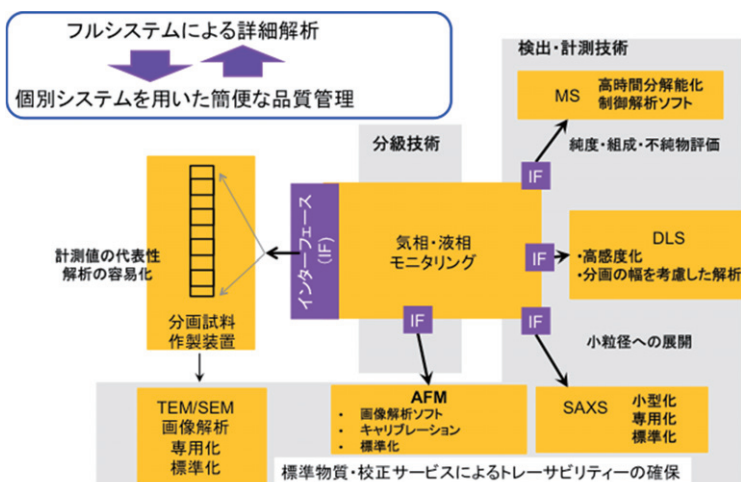 フルシステムによる詳細解析
個別システムを用いた簡便な品質管理
検出・計測技術
MS
高時間分解能化
制御解析ソフト
純度・組成・不純物評価
分級技術
IF
インターフェース
(IF)
気相・液相
モニタリング
IF
DLS
・高感度化
・分画の幅を考慮した解析
計測値の代表性
解析の容易化
分画試料
作製装置
IF
IF
小粒径への展開
TEM/SEM
画像解析
専用化
標準化
AFM
• 画像解析ソフト
• キャリブレーション
• 標準化
SAXS
小型化
専用化
標準化
標準物質・校正サービスによるトレーサビリティーの確保